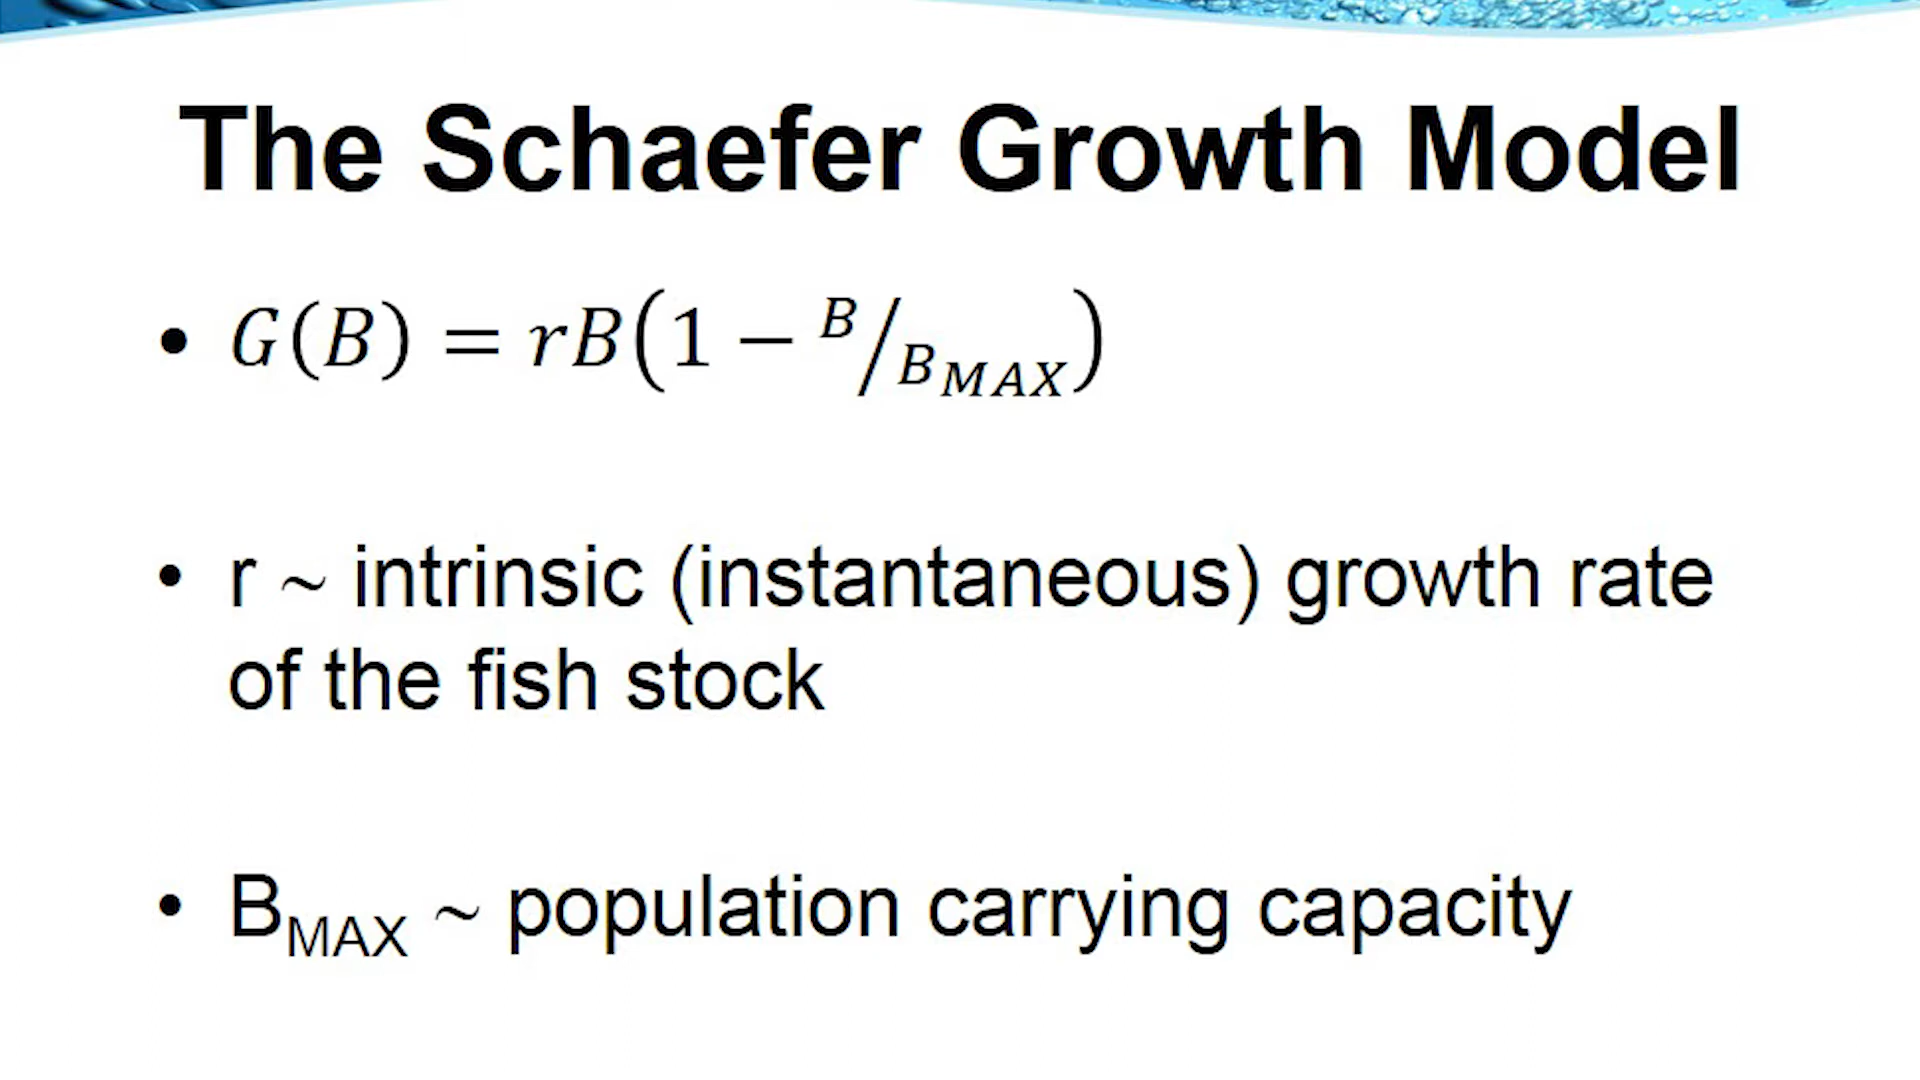 The Schaefer Growth Model
• G(B) = rB(1 − B/B_MAX)
• r ~ intrinsic (instantaneous) growth rate
of the fish stock
• B_MAX ~ population carrying capacity